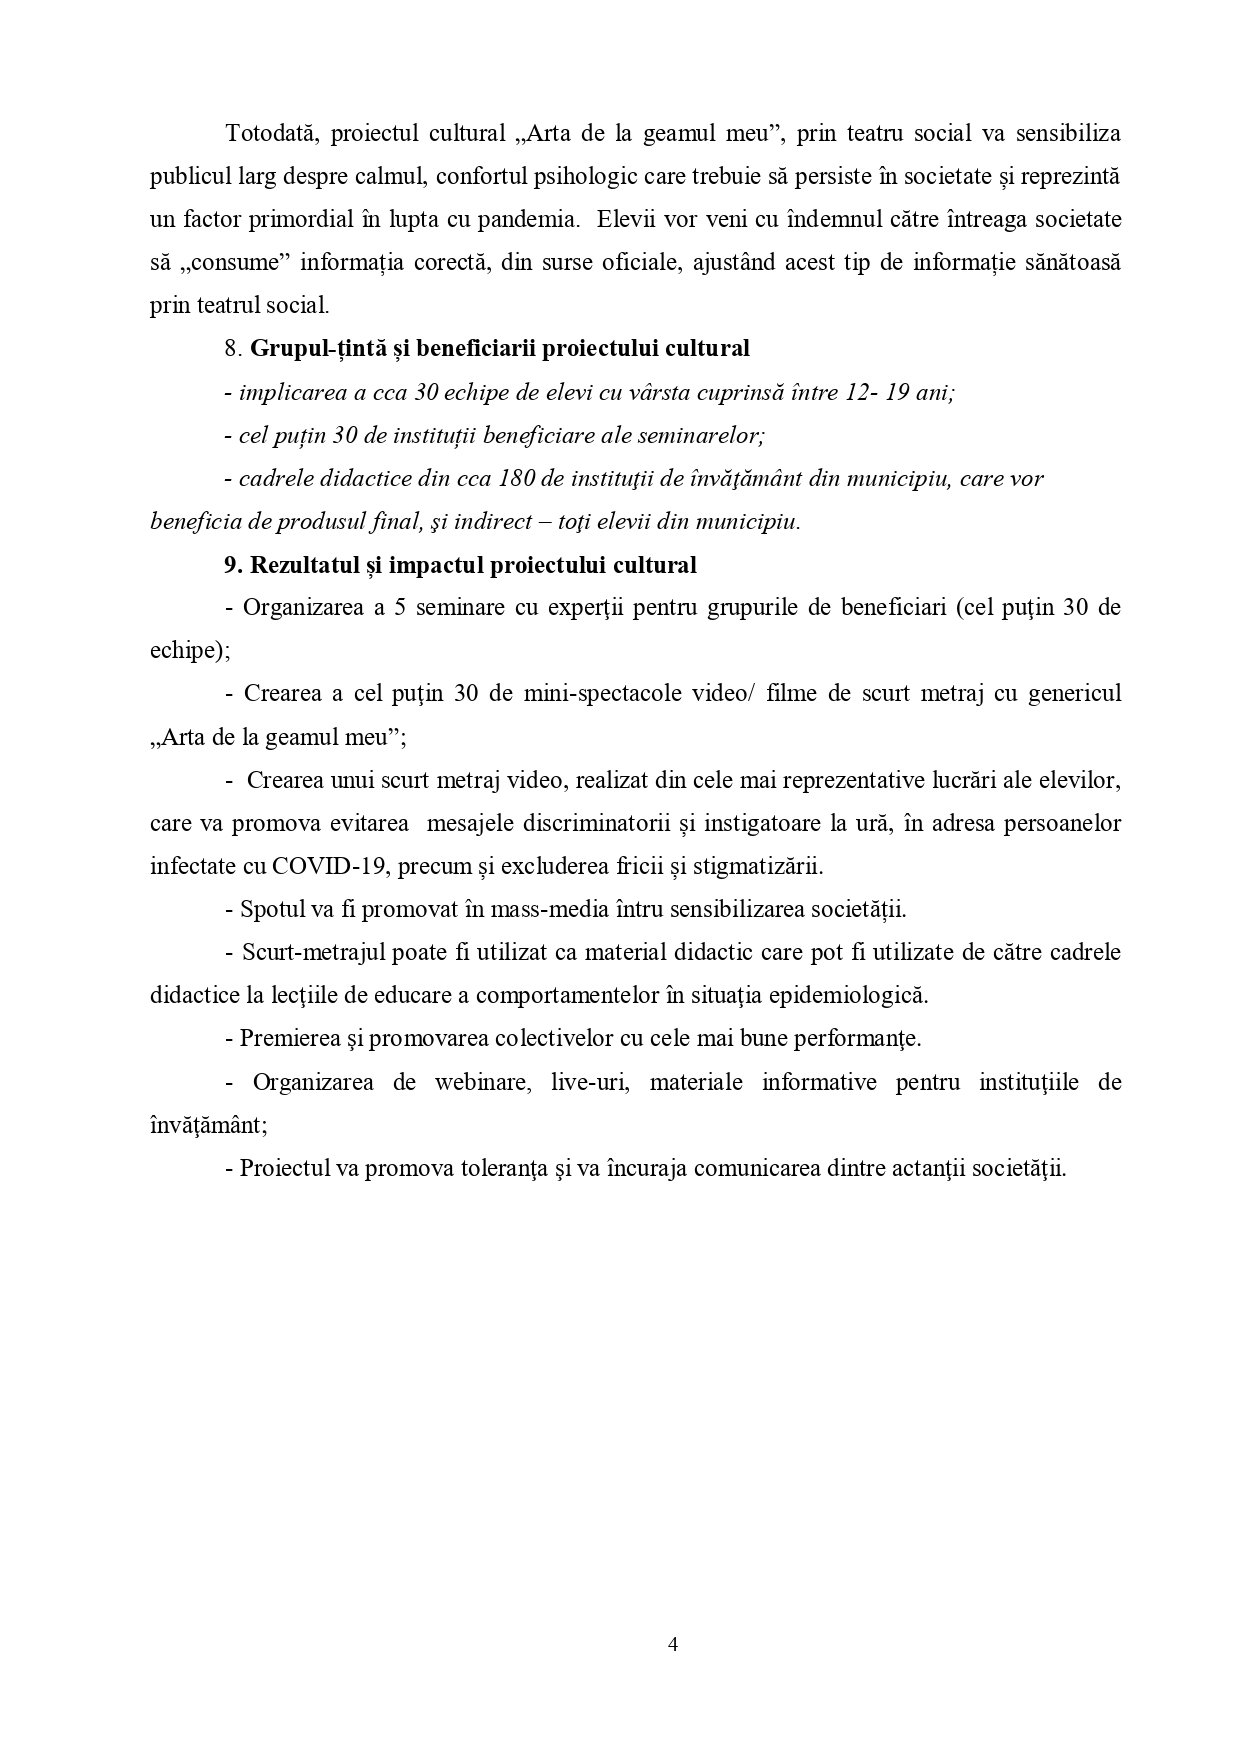 Totodată, proiectul cultural „Arta de la geamul meu”, prin teatru social va sensibiliza
publicul larg despre calmul, confortul psihologic care trebuie să persiste în societate și reprezintă
un factor primordial în lupta cu pandemia.  Elevii vor veni cu îndemnul către întreaga societate
să „consume” informația corectă, din surse oficiale, ajustând acest tip de informație sănătoasă
prin teatrul social.
8. Grupul-țintă și beneficiarii proiectului cultural
- implicarea a cca 30 echipe de elevi cu vârsta cuprinsă între 12- 19 ani;
- cel puțin 30 de instituții beneficiare ale seminarelor;
- cadrele didactice din cca 180 de instituţii de învăţământ din municipiu, care vor
beneficia de produsul final, şi indirect – toţi elevii din municipiu.
9. Rezultatul și impactul proiectului cultural
- Organizarea a 5 seminare cu experţii pentru grupurile de beneficiari (cel puţin 30 de
echipe);
- Crearea a cel puţin 30 de mini-spectacole video/ filme de scurt metraj cu genericul
„Arta de la geamul meu”;
-  Crearea unui scurt metraj video, realizat din cele mai reprezentative lucrări ale elevilor,
care va promova evitarea  mesajele discriminatorii și instigatoare la ură, în adresa persoanelor
infectate cu COVID-19, precum și excluderea fricii și stigmatizării.
- Spotul va fi promovat în mass-media întru sensibilizarea societății.
- Scurt-metrajul poate fi utilizat ca material didactic care pot fi utilizate de către cadrele
didactice la lecţiile de educare a comportamentelor în situaţia epidemiologică.
- Premierea şi promovarea colectivelor cu cele mai bune performanţe.
- Organizarea de webinare, live-uri, materiale informative pentru instituţiile de
învăţământ;
- Proiectul va promova toleranţa şi va încuraja comunicarea dintre actanţii societăţii.
4